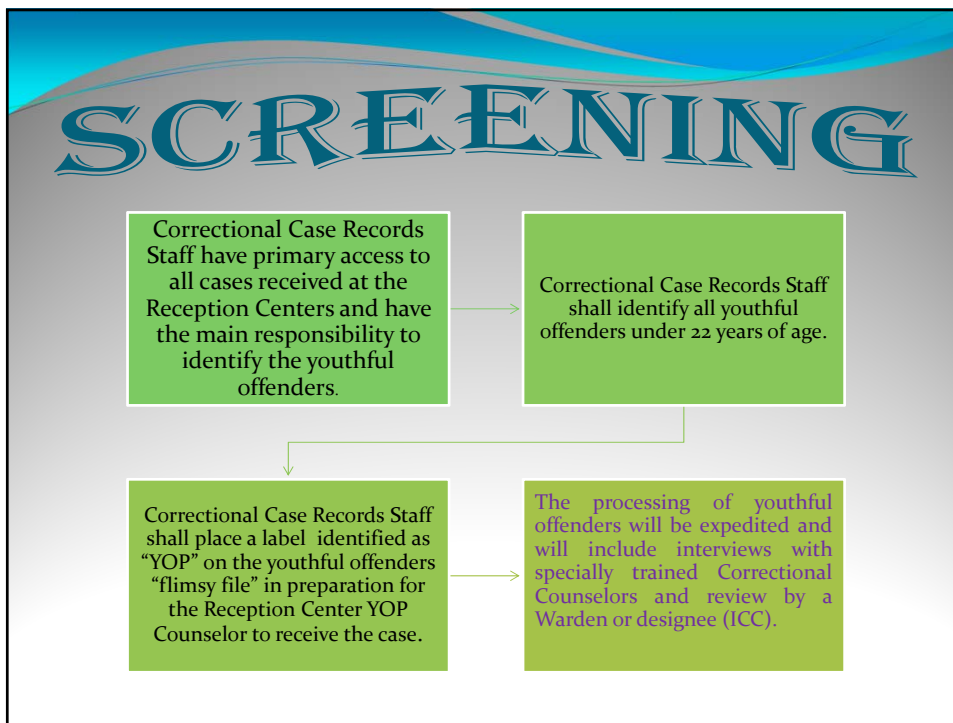 SCREENING
Correctional Case Records
Staff have primary access to
all cases received at the
Reception Centers and have
the main responsibility to
identify the youthful
offenders.
Correctional Case Records Staff
shall identify all youthful
offenders under 22 years of age.
Correctional Case Records Staff
shall place a label identified as
“YOP” on the youthful offenders
“flimsy file” in preparation for
the Reception Center YOP
Counselor to receive the case.
The processing of youthful
offenders will be expedited and
will include interviews with
specially trained Correctional
Counselors and review by a
Warden or designee (ICC).